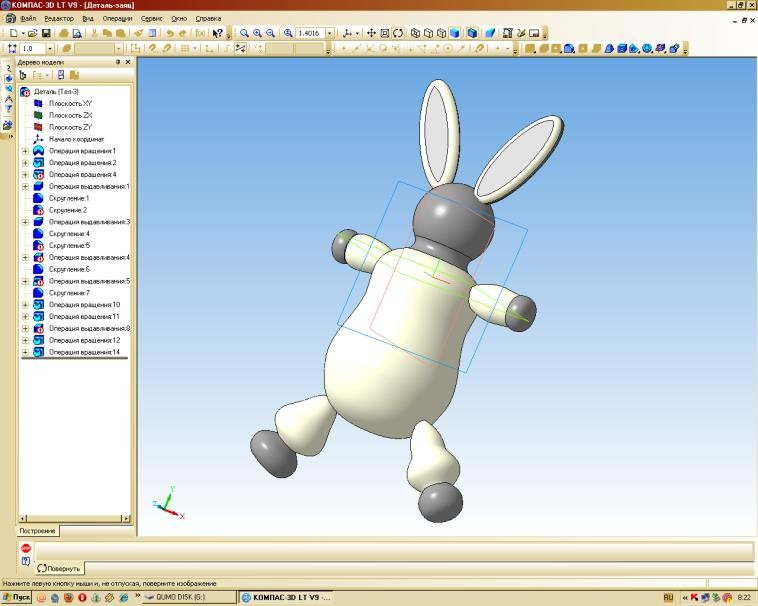 КОМПАС-3D LT V9 - [Деталь-заяц]
Файл Редактор Вид Операции Сервис Окно Справка
1.4016
1.0
Дерево модели
Деталь (Тел-3)
Плоскость XY
Плоскость ZX
Плоскость ZY
Начало координат
Операция вращения:1
Операция вращения:2
Операция вращения:4
Операция выдавливания:1
Скругление:1
Скругление:2
Операция выдавливания:3
Скругление:4
Скругление:5
Операция выдавливания:4
Скругление:6
Операция выдавливания:5
Скругление:7
Операция вращения:10
Операция вращения:11
Операция выдавливания:8
Операция вращения:12
Операция вращения:14
Y
Z
X
Построение
STOP
Повернуть
Нажмите левую кнопку мыши и, не отпуская, поверните изображение
Пуск
QUMO DISK (G:)
КОМПАС-3D LT V9 -...
RU
8:22